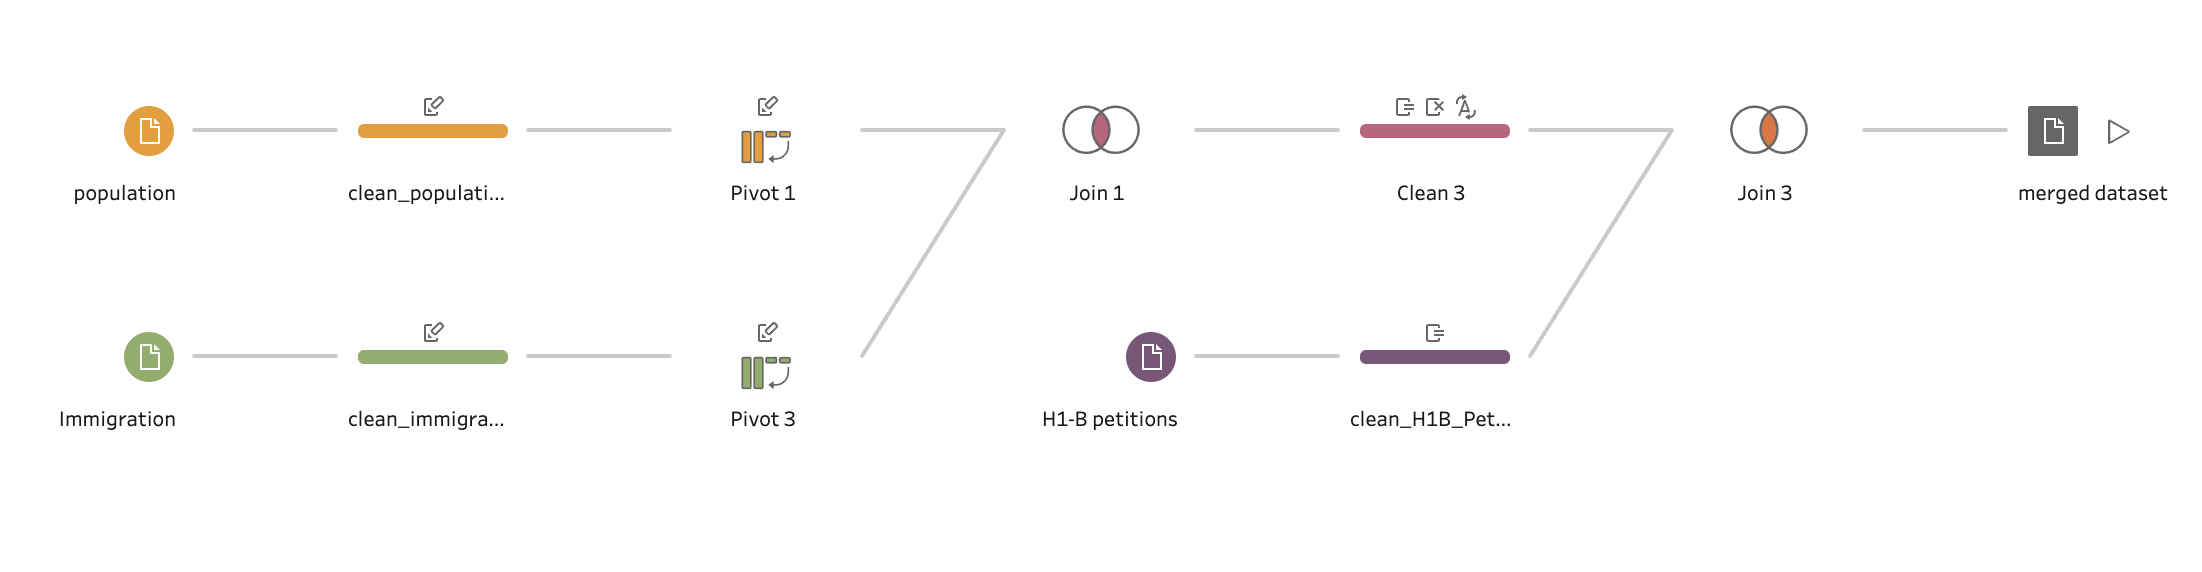 population
clean_populati...
Pivot 1
Join 1
Clean 3
Join 3
merged dataset
Immigration
clean_immigra...
Pivot 3
H1-B petitions
clean_H1B_Pet...